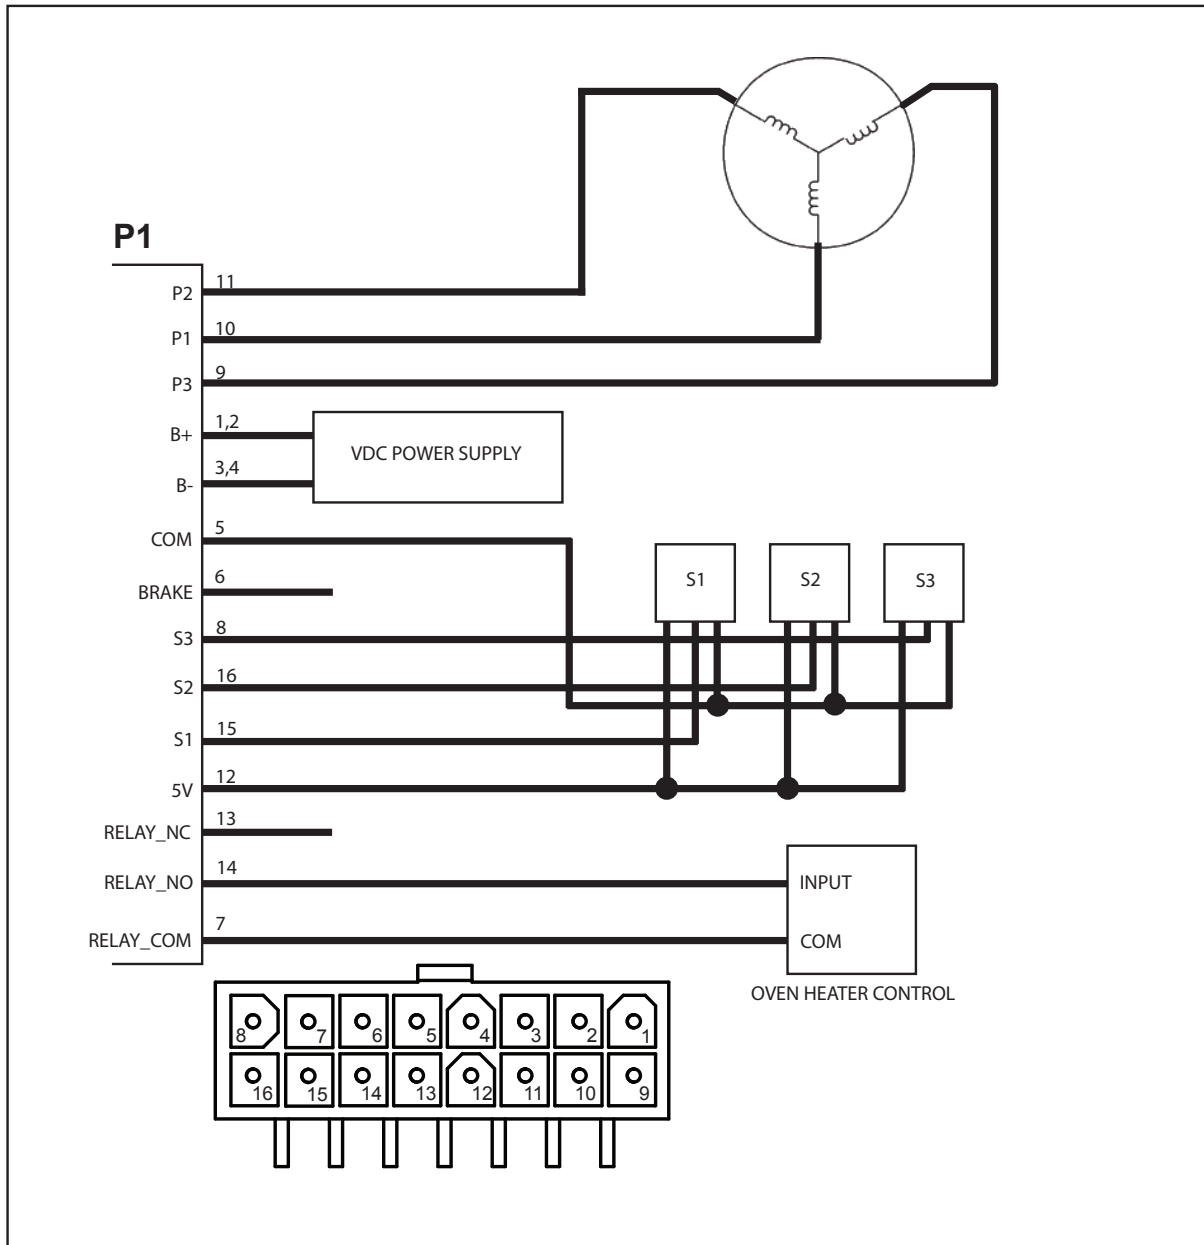 P1
P2 11
P1 10
P3 9
B+ 1,2
VDC POWER SUPPLY
B- 3,4
COM 5
BRAKE 6
S1 S2 S3
S3 8
S2 16
S1 15
5V 12
RELAY_NC 13
RELAY_NO 14 INPUT
RELAY_COM 7 COM
OVEN HEATER CONTROL
8 7 6 5 4 3 2 1
16 15 14 13 12 11 10 9